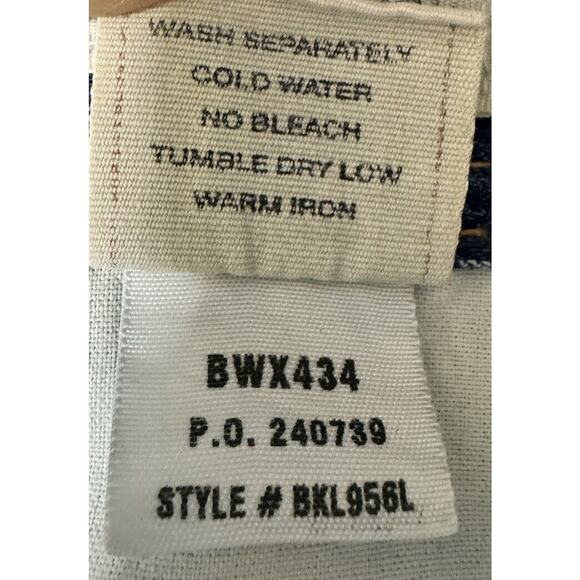 WASH SEPARATELY
COLD WATER
NO BLEACH
TUMBLE DRY LOW
WARM IRON
BWX434
P.O. 240739
STYLE # BKL956L